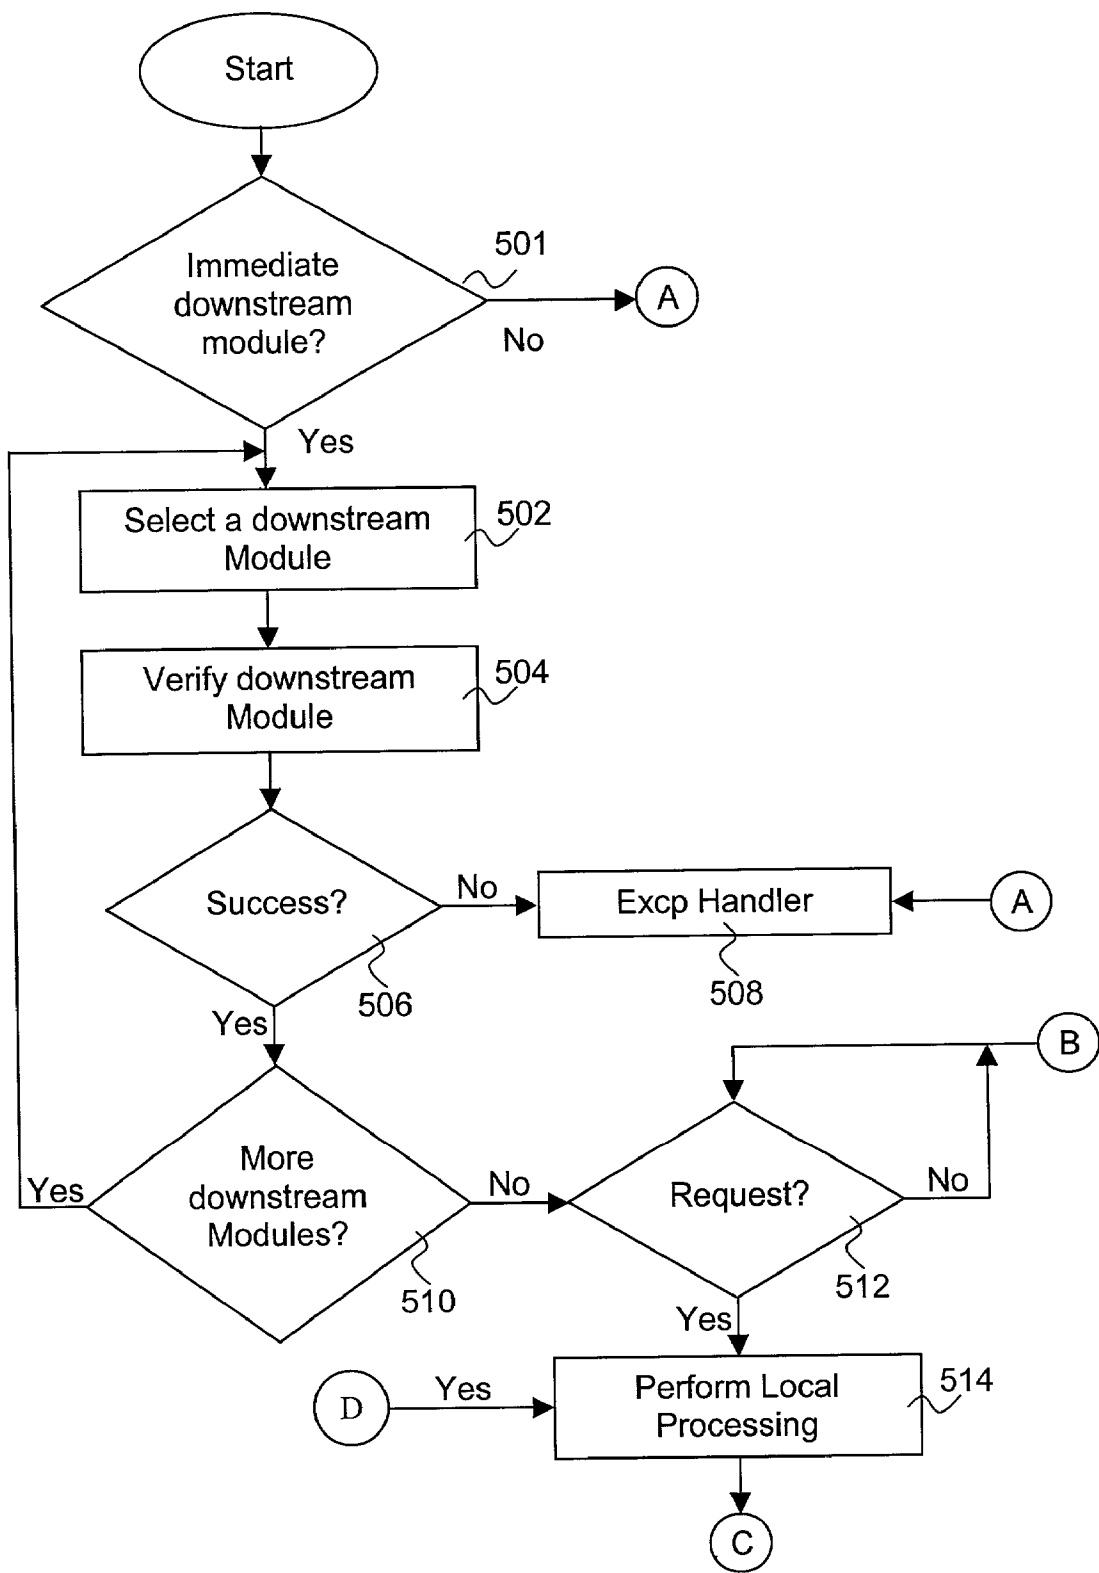 Start
Immediate
downstream
module?
501
A
No
Yes
Select a downstream
Module
502
Verify downstream
Module
504
Success?
No
506
Excp Handler
508
A
Yes
B
More
downstream
Modules?
Yes
No
510
Request?
No
512
Yes
D
Yes
Perform Local
Processing
514
C